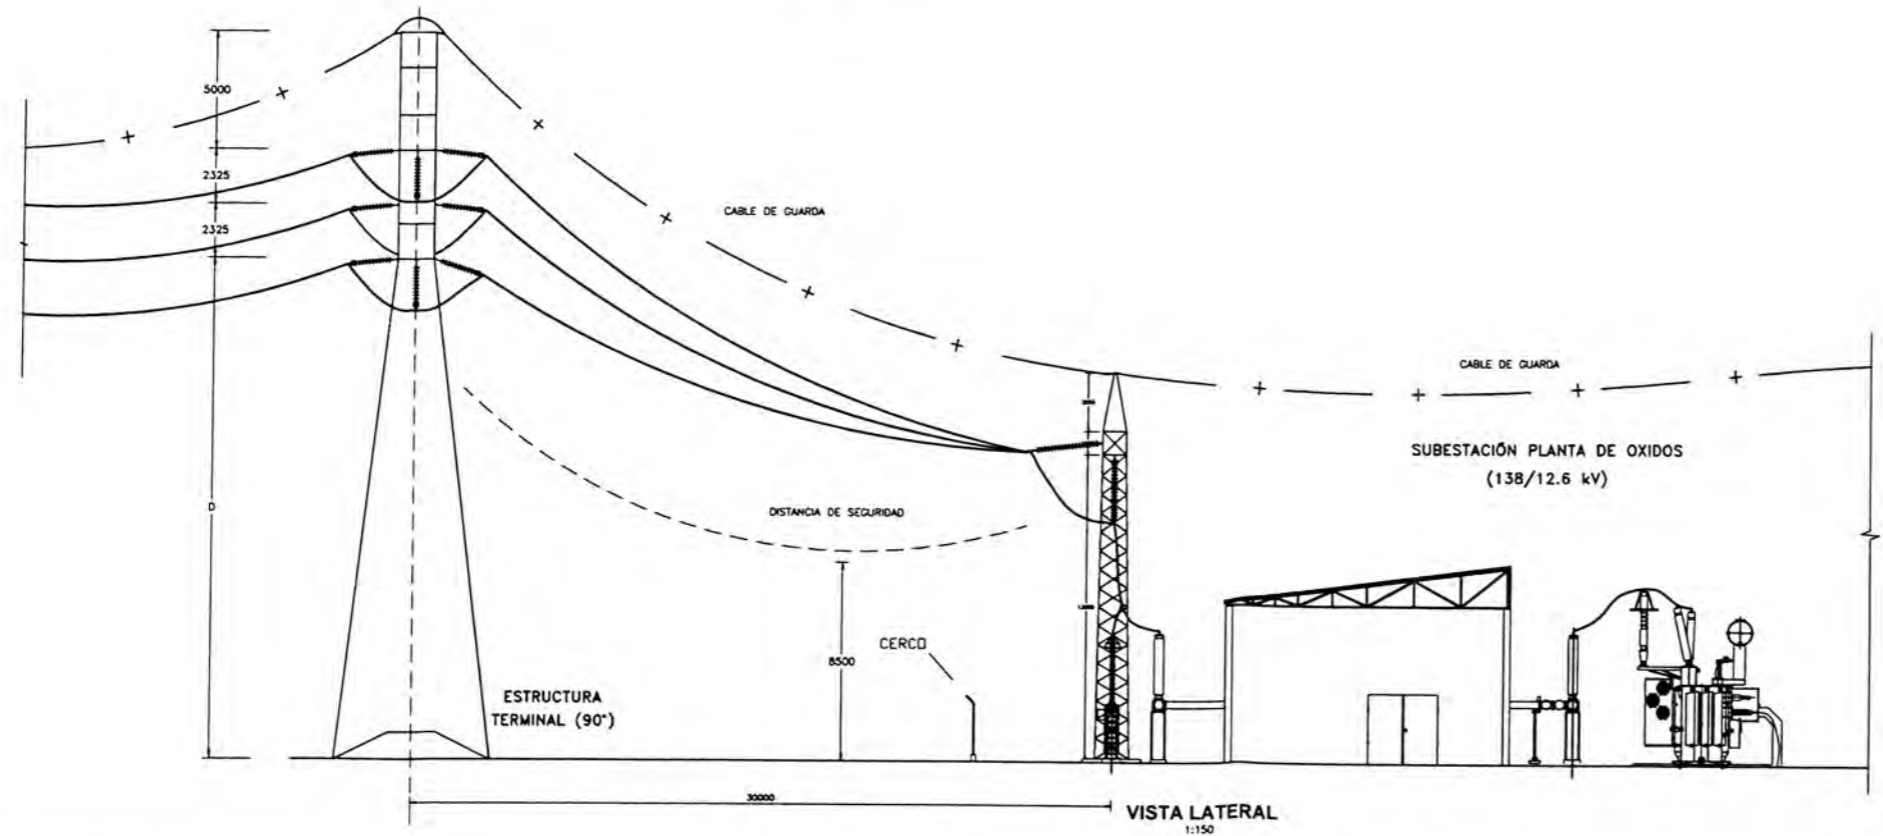 5000
2325
2325
CABLE DE GUARDA
CABLE DE GUARDA
SUBESTACIÓN PLANTA DE OXIDOS
(138/12.6 kV)
D
DISTANCIA DE SEGURIDAD
8500
CERCO
ESTRUCTURA
TERMINAL (90°)
30000
VISTA LATERAL
1:150